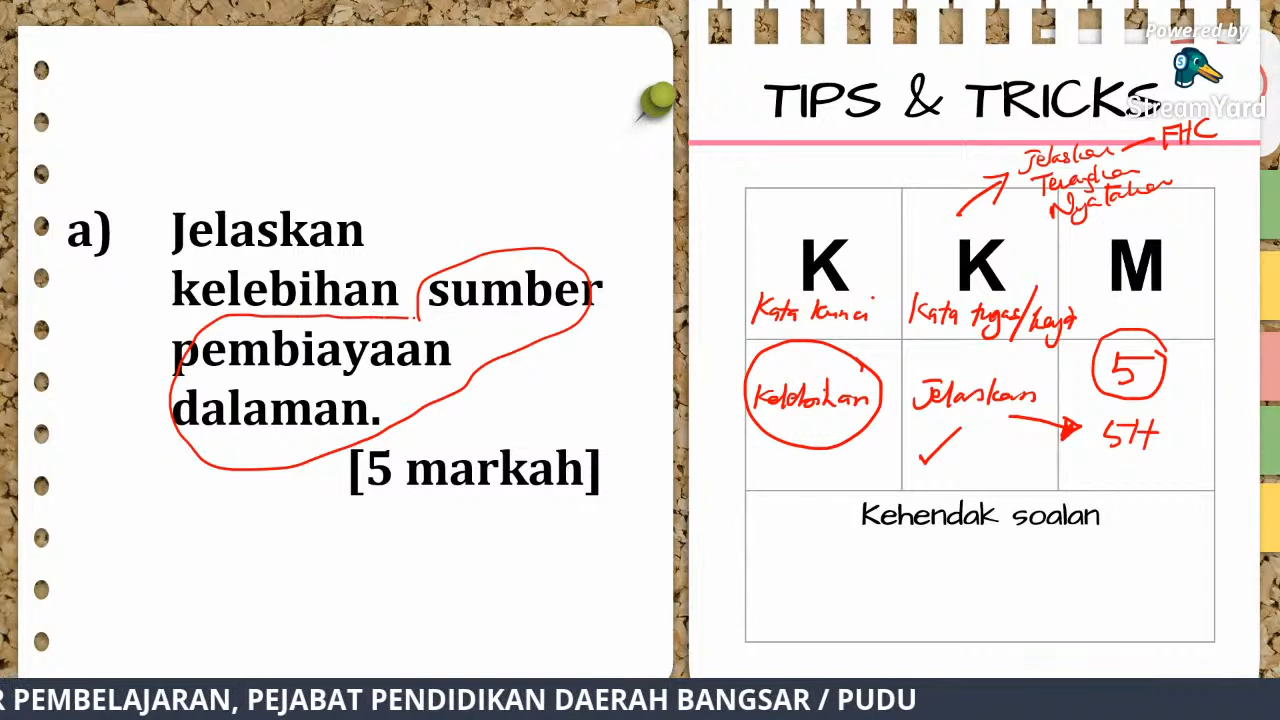 a) Jelaskan
kelebihan sumber
pembiayaan
dalaman.
[5 markah]
Powered by
StreamYard
TIPS & TRICKS
Jelaskan — FHC
Terangkan
Nyatakan
K K M
Kata kunci Kata tugas/
Kelebihan Jelaskan 5
5H
Kehendak soalan
R PEMBELAJARAN, PEJABAT PENDIDIKAN DAERAH BANGSAR / PUDU